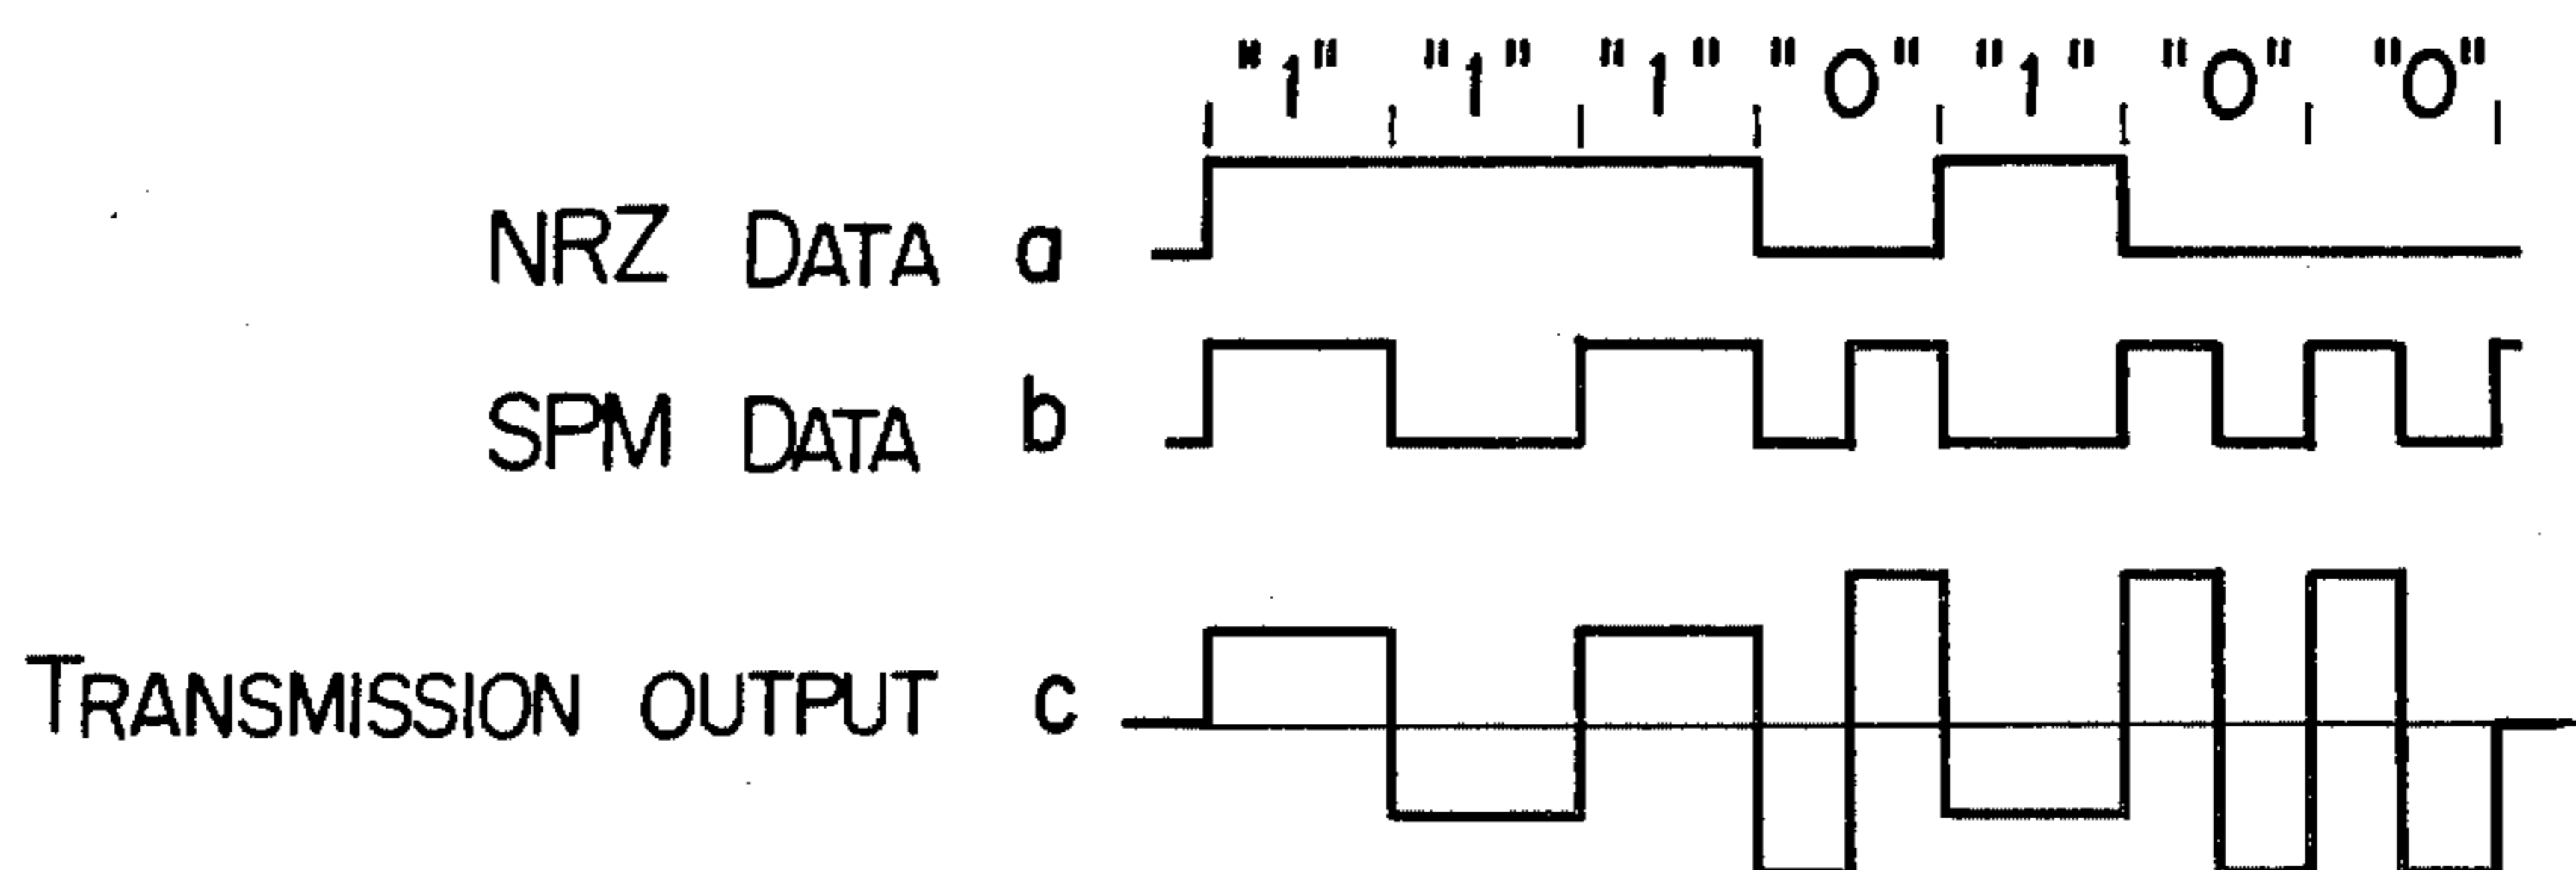 "1" "1" "1" "0" "1" "0" "0"
NRZ DATA a
SPM DATA b
TRANSMISSION OUTPUT c